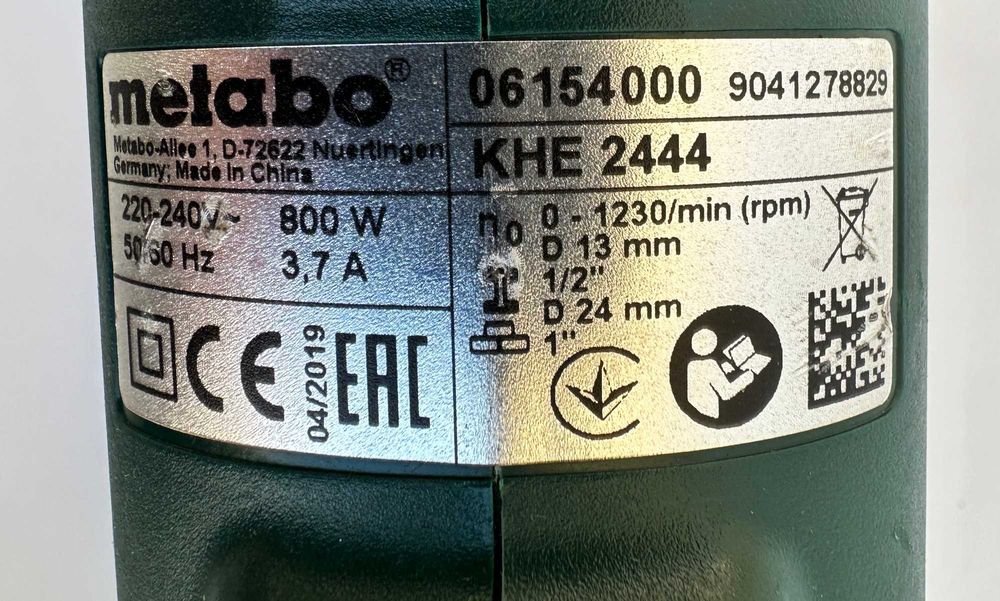 metabo®
Metabo-Allee 1, D-72622 Nuertingen
Germany; Made in China
06154000 9041278829
KHE 2444
220-240V~ 800 W
50/60 Hz 3,7 A
n0 0 - 1230/min (rpm)
D 13 mm
1/2"
D 24 mm
1"
CE
04/2019
EAC